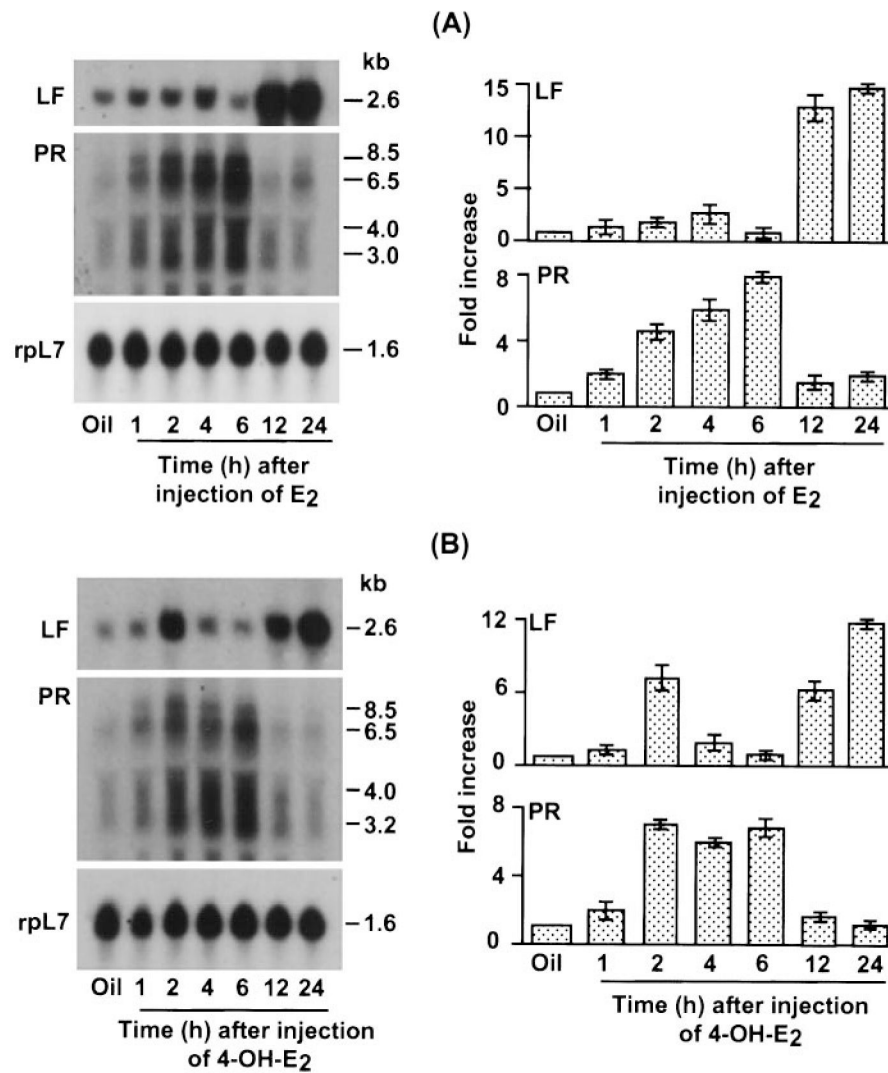 (A)
kb
LF
2.6
PR
8.5
6.5
4.0
3.0
rpL7
1.6
Oil 1 2 4 6 12 24
Time (h) after
injection of E2
Fold increase
LF
15
10
5
0
PR
8
4
0
Oil 1 2 4 6 12 24
Time (h) after
injection of E2
(B)
kb
LF
2.6
PR
8.5
6.5
4.0
3.2
rpL7
1.6
Oil 1 2 4 6 12 24
Time (h) after injection
of 4-OH-E2
Fold increase
LF
12
6
0
PR
8
4
0
Oil 1 2 4 6 12 24
Time (h) after injection
of 4-OH-E2